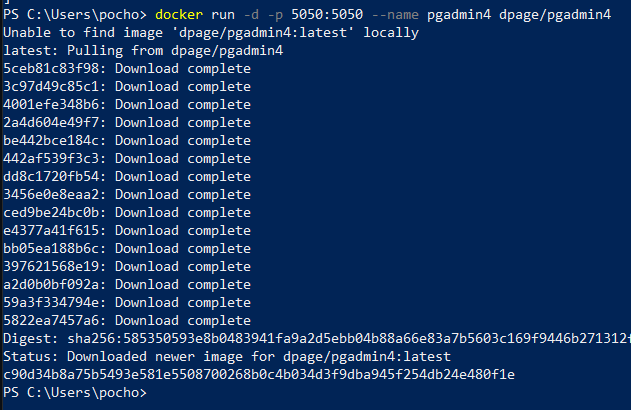 PS C:\Users\pocho> docker run -d -p 5050:5050 --name pgadmin4 dpage/pgadmin4
Unable to find image 'dpage/pgadmin4:latest' locally
latest: Pulling from dpage/pgadmin4
5ceb81c83f98: Download complete
3c97d49c85c1: Download complete
4001efe348b6: Download complete
2a4d604e49f7: Download complete
be442bce184c: Download complete
442af539f3c3: Download complete
dd8c1720fb54: Download complete
3456e0e8eaa2: Download complete
ced9be24bc0b: Download complete
e4377a41f615: Download complete
bb05ea188b6c: Download complete
397621568e19: Download complete
a2d0b0bf092a: Download complete
59a3f334794e: Download complete
5822ea7457a6: Download complete
Digest: sha256:585350593e8b0483941fa9a2d5ebb04b88a66e83a7b5603c169f9446b271312f
Status: Downloaded newer image for dpage/pgadmin4:latest
c90d34b8a75b5493e581e5508700268b0c4b034d3f9dba945f254db24e480f1e
PS C:\Users\pocho>